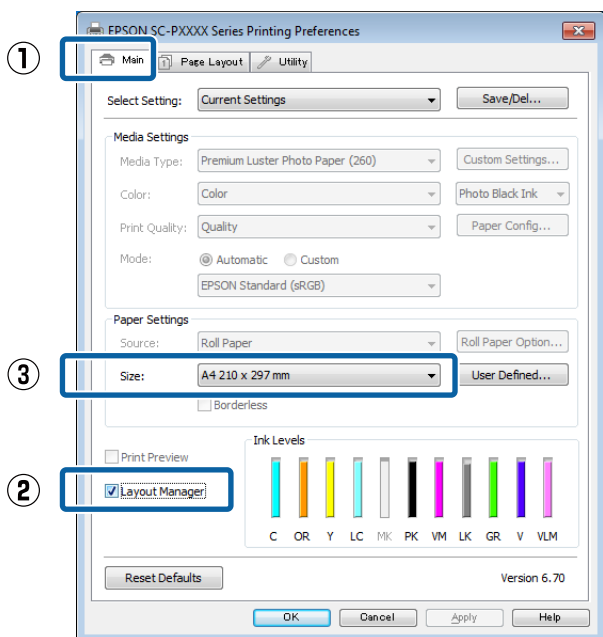 EPSON SC-PXXXX Series Printing Preferences
① Main 1 Page Layout Utility
Select Setting: Current Settings Save/Del...
Media Settings
Media Type: Premium Luster Photo Paper (260) Custom Settings...
Color: Color Photo Black Ink
Print Quality: Quality Paper Config...
Mode: Automatic Custom
EPSON Standard (sRGB)
Paper Settings
Source: Roll Paper Roll Paper Option...
③ Size: A4 210 x 297 mm User Defined...
Borderless
Ink Levels
Print Preview
② Layout Manager
C OR Y LC MK PK VM LK GR V VLM
Reset Defaults Version 6.70
OK Cancel Apply Help